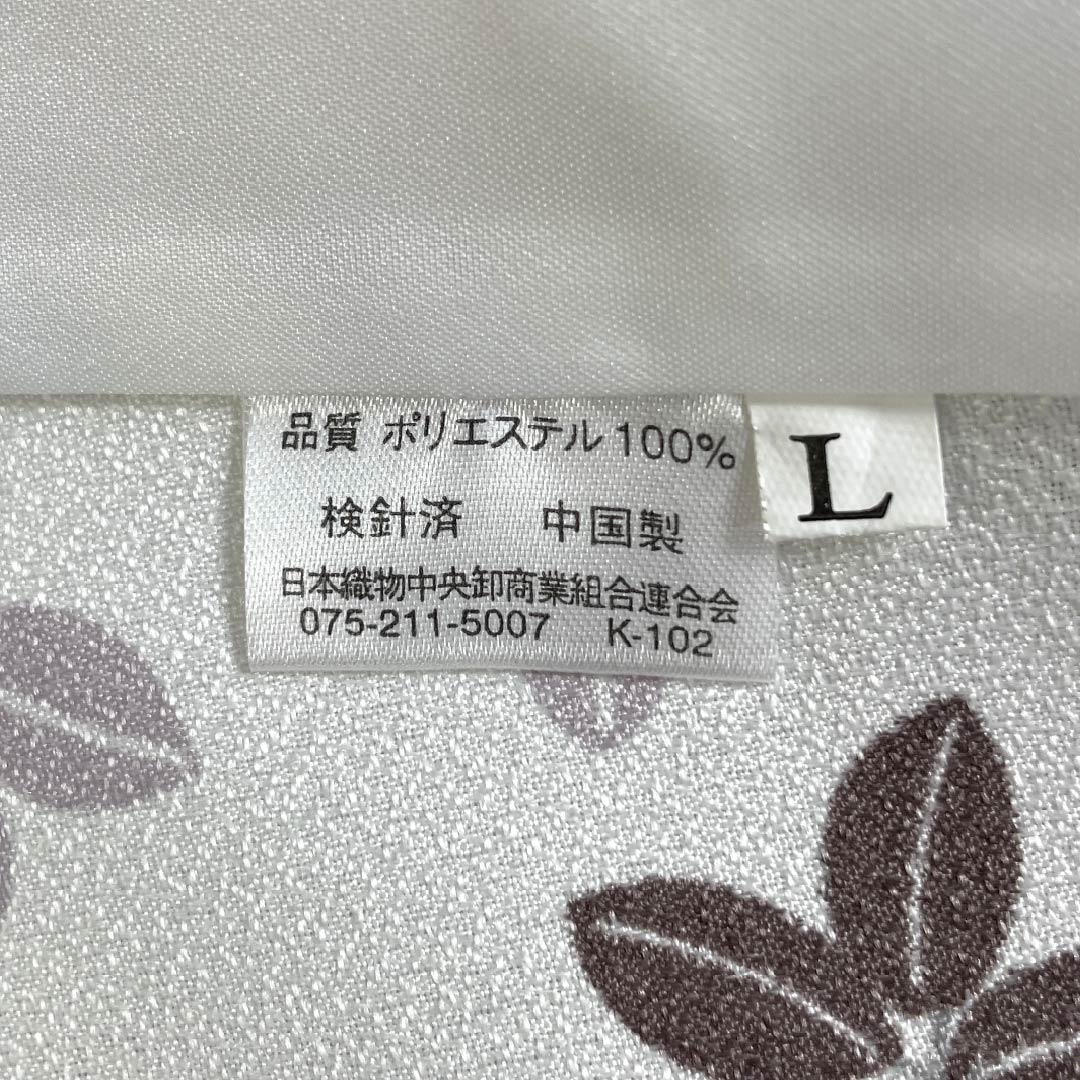 品質 ポリエステル100%
L
検針済 中国製
日本織物中央卸商業組合連合会
075-211-5007 K-102